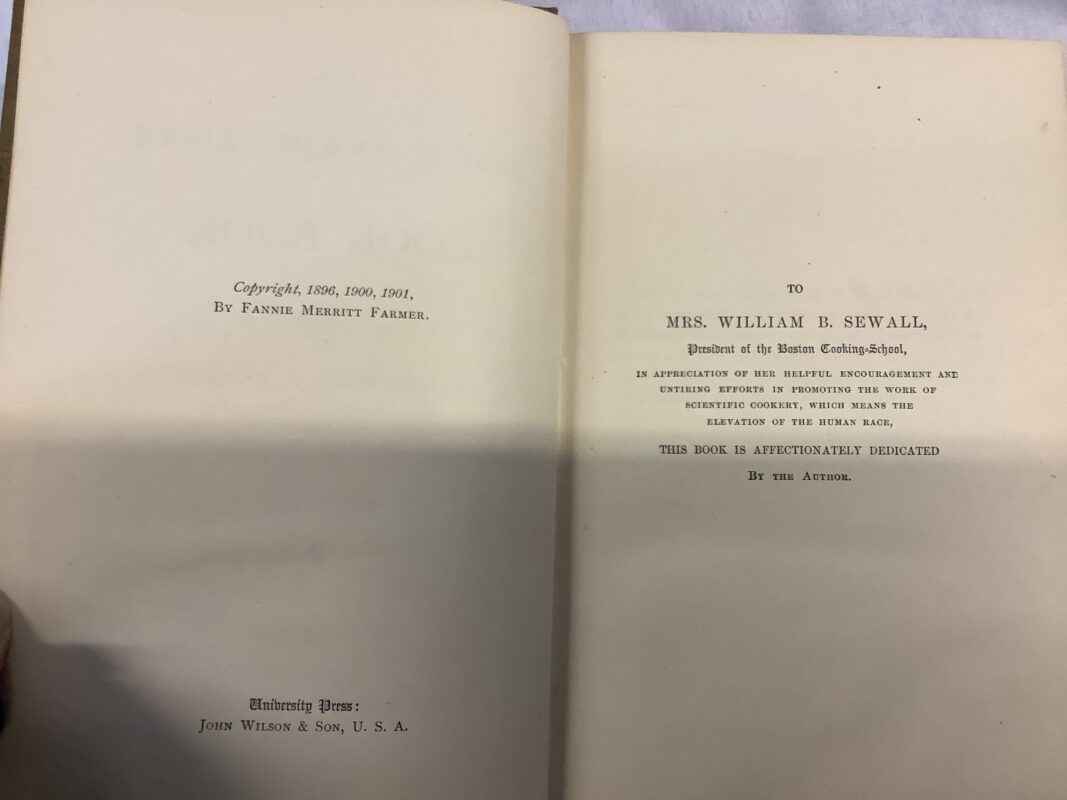 Copyright, 1896, 1900, 1901,
By Fannie Merritt Farmer.
University Press:
John Wilson & Son, U. S. A.
TO
MRS. WILLIAM B. SEWALL,
President of the Boston Cooking-School,
IN APPRECIATION OF HER HELPFUL ENCOURAGEMENT AND
UNTIRING EFFORTS IN PROMOTING THE WORK OF
SCIENTIFIC COOKERY, WHICH MEANS THE
ELEVATION OF THE HUMAN RACE,
THIS BOOK IS AFFECTIONATELY DEDICATED
By the Author.